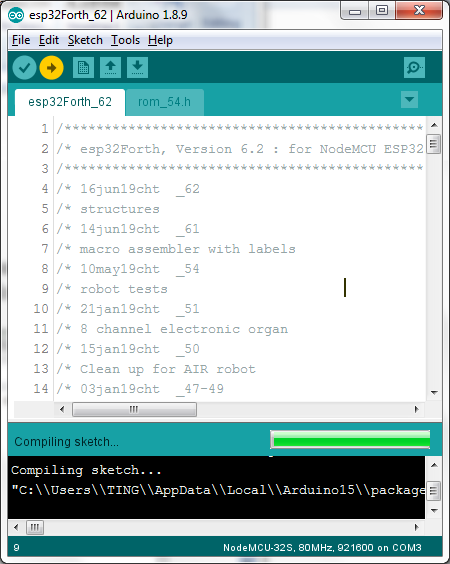 esp32Forth_62 | Arduino 1.8.9
File Edit Sketch Tools Help
esp32Forth_62 rom_54.h
1 /**********************************************
2 /* esp32Forth, Version 6.2 : for NodeMCU ESP32
3 /**********************************************
4 /* 16jun19cht _62
5 /* structures
6 /* 14jun19cht _61
7 /* macro assembler with labels
8 /* 10may19cht _54
9 /* robot tests
10 /* 21jan19cht _51
11 /* 8 channel electronic organ
12 /* 15jan19cht _50
13 /* Clean up for AIR robot
14 /* 03jan19cht _47-49
Compiling sketch...
Compiling sketch...
"C:\\Users\\TING\\AppData\\Local\\Arduino15\\package
9 NodeMCU-32S, 80MHz, 921600 on COM3